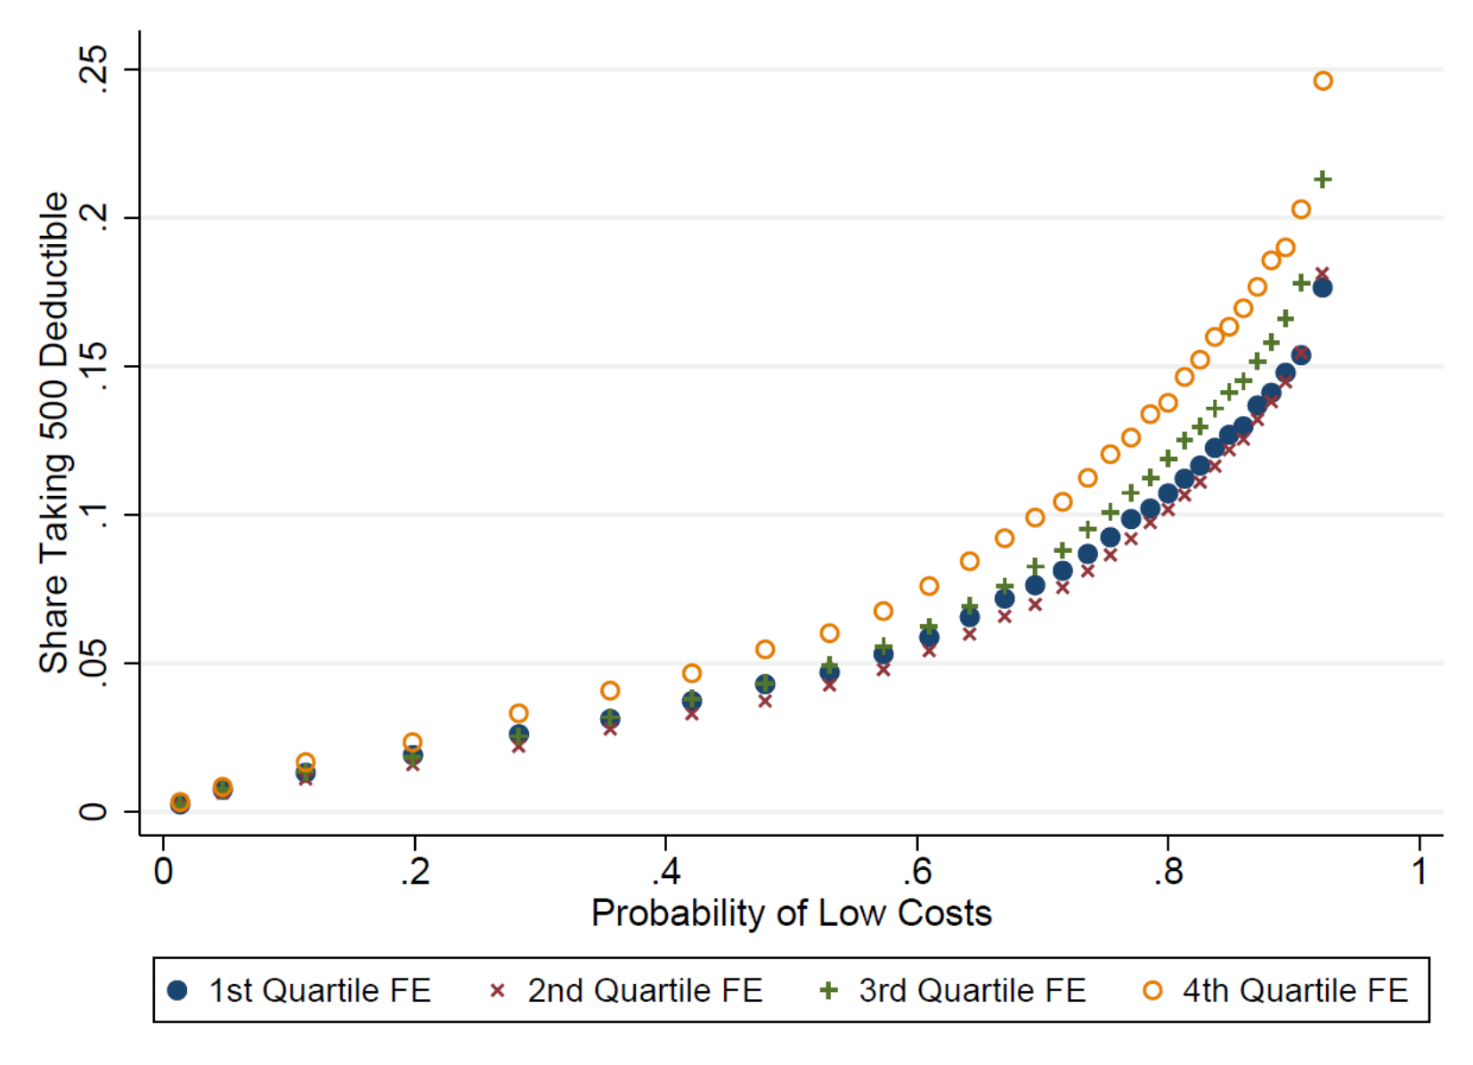 Share Taking 500 Deductible
.25
.2
.15
.1
.05
0
0 .2 .4 .6 .8 1
Probability of Low Costs
1st Quartile FE 2nd Quartile FE 3rd Quartile FE 4th Quartile FE